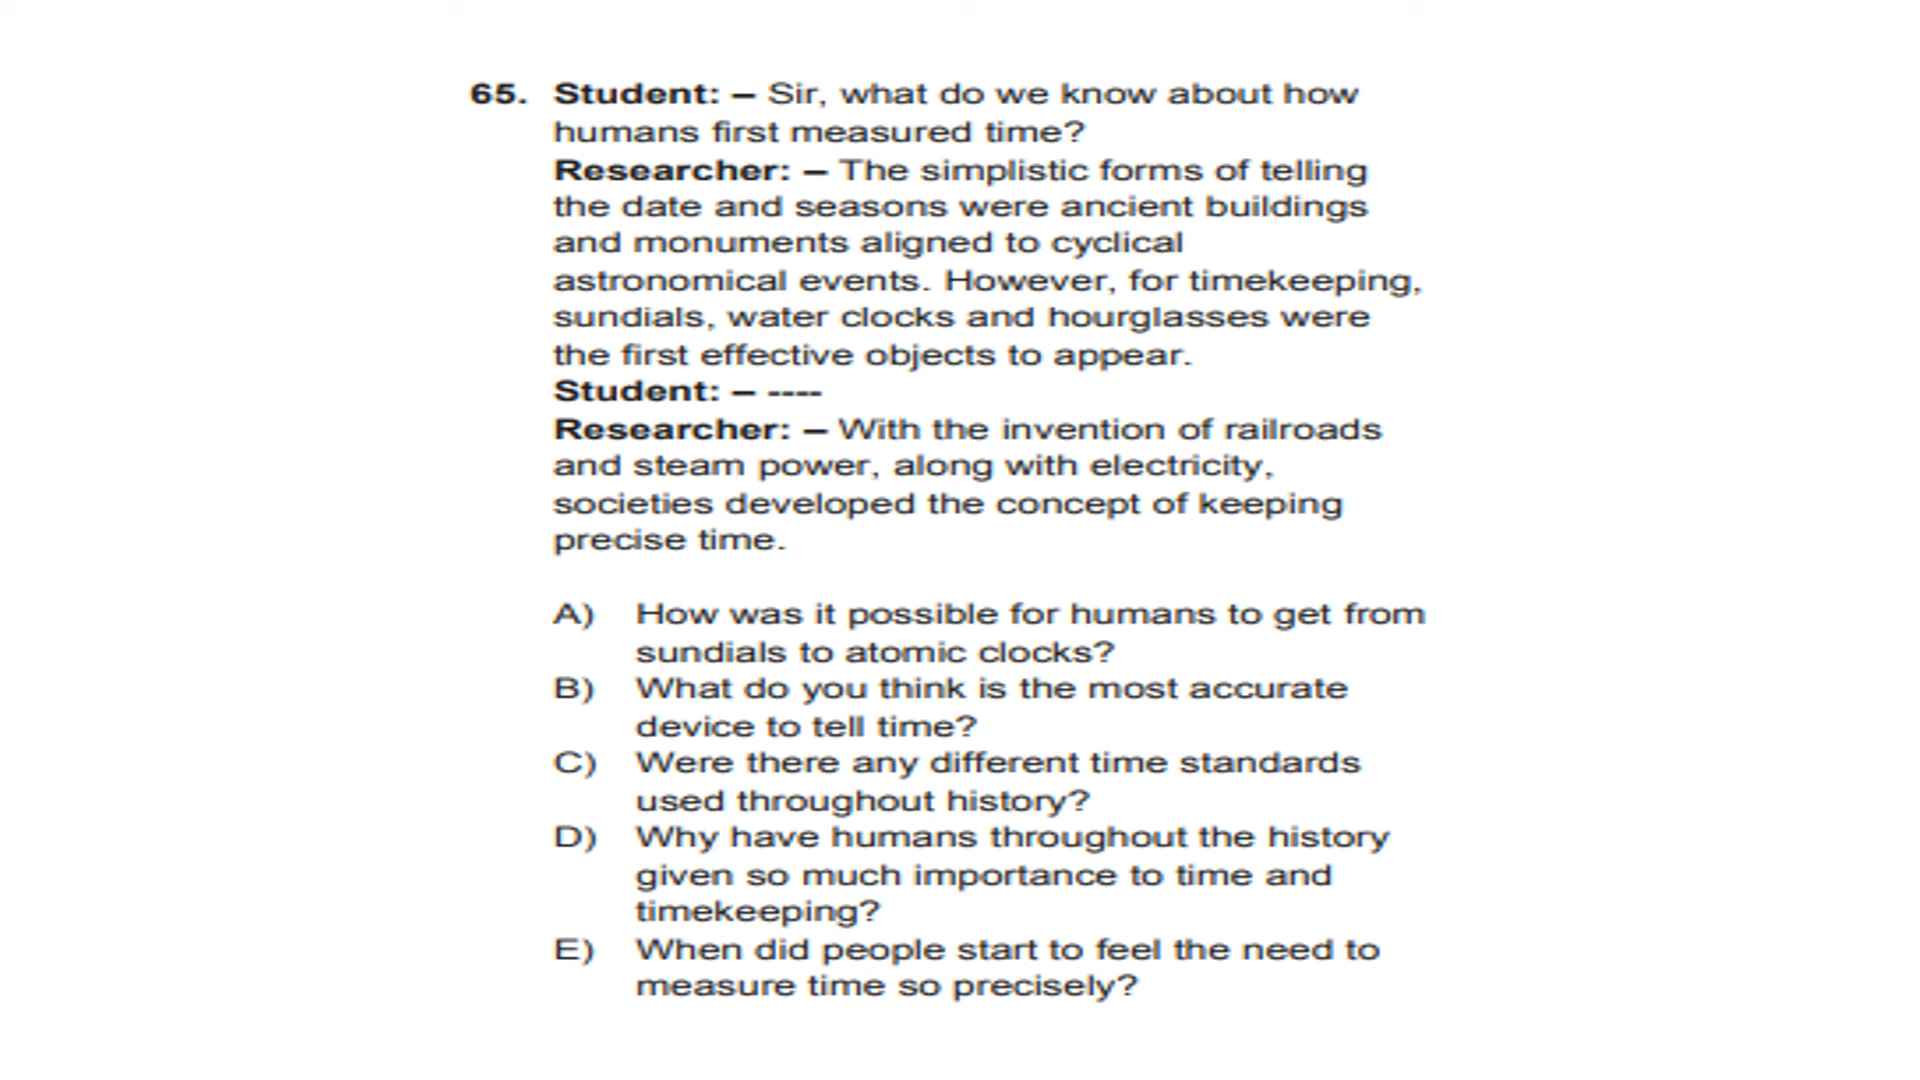 65. Student: – Sir, what do we know about how
humans first measured time?
Researcher: – The simplistic forms of telling
the date and seasons were ancient buildings
and monuments aligned to cyclical
astronomical events. However, for timekeeping,
sundials, water clocks and hourglasses were
the first effective objects to appear.
Student: – ----
Researcher: – With the invention of railroads
and steam power, along with electricity,
societies developed the concept of keeping
precise time.
A) How was it possible for humans to get from
sundials to atomic clocks?
B) What do you think is the most accurate
device to tell time?
C) Were there any different time standards
used throughout history?
D) Why have humans throughout the history
given so much importance to time and
timekeeping?
E) When did people start to feel the need to
measure time so precisely?